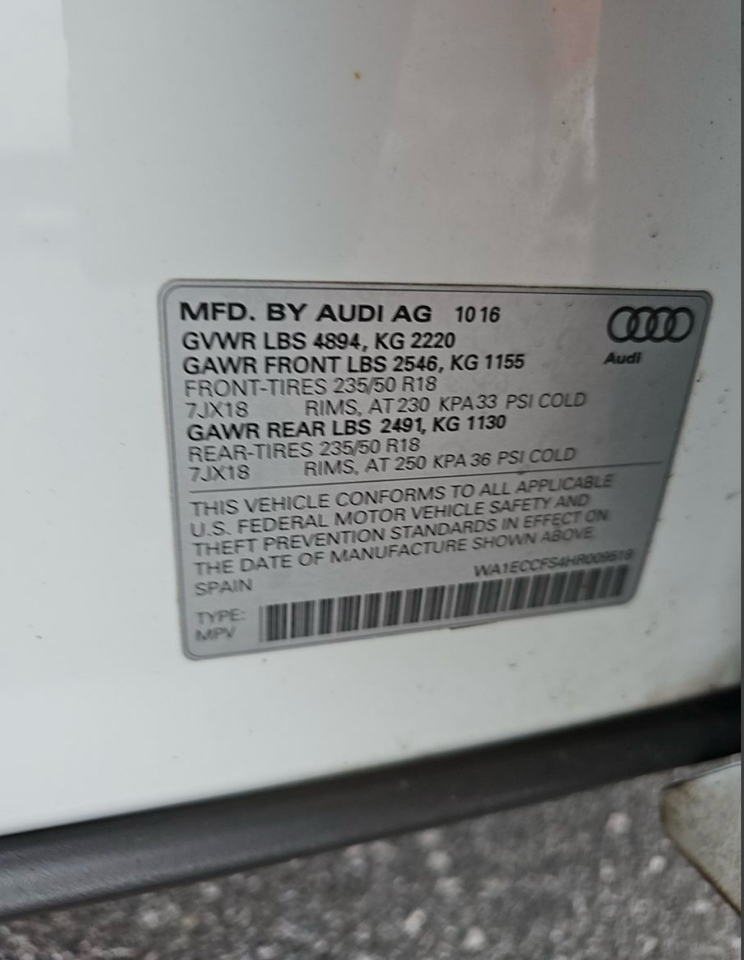 MFD. BY AUDI AG 10 16
GVWR LBS 4894, KG 2220
GAWR FRONT LBS 2546, KG 1155
FRONT-TIRES 235/50 R18
7JX18 RIMS, AT 230 KPA 33 PSI COLD
GAWR REAR LBS 2491, KG 1130
REAR-TIRES 235/50 R18
7JX18 RIMS, AT 250 KPA 36 PSI COLD
Audi
THIS VEHICLE CONFORMS TO ALL APPLICABLE
U.S. FEDERAL MOTOR VEHICLE SAFETY AND
THEFT PREVENTION STANDARDS IN EFFECT ON
THE DATE OF MANUFACTURE SHOWN ABOVE.
SPAIN
TYPE:
MPV